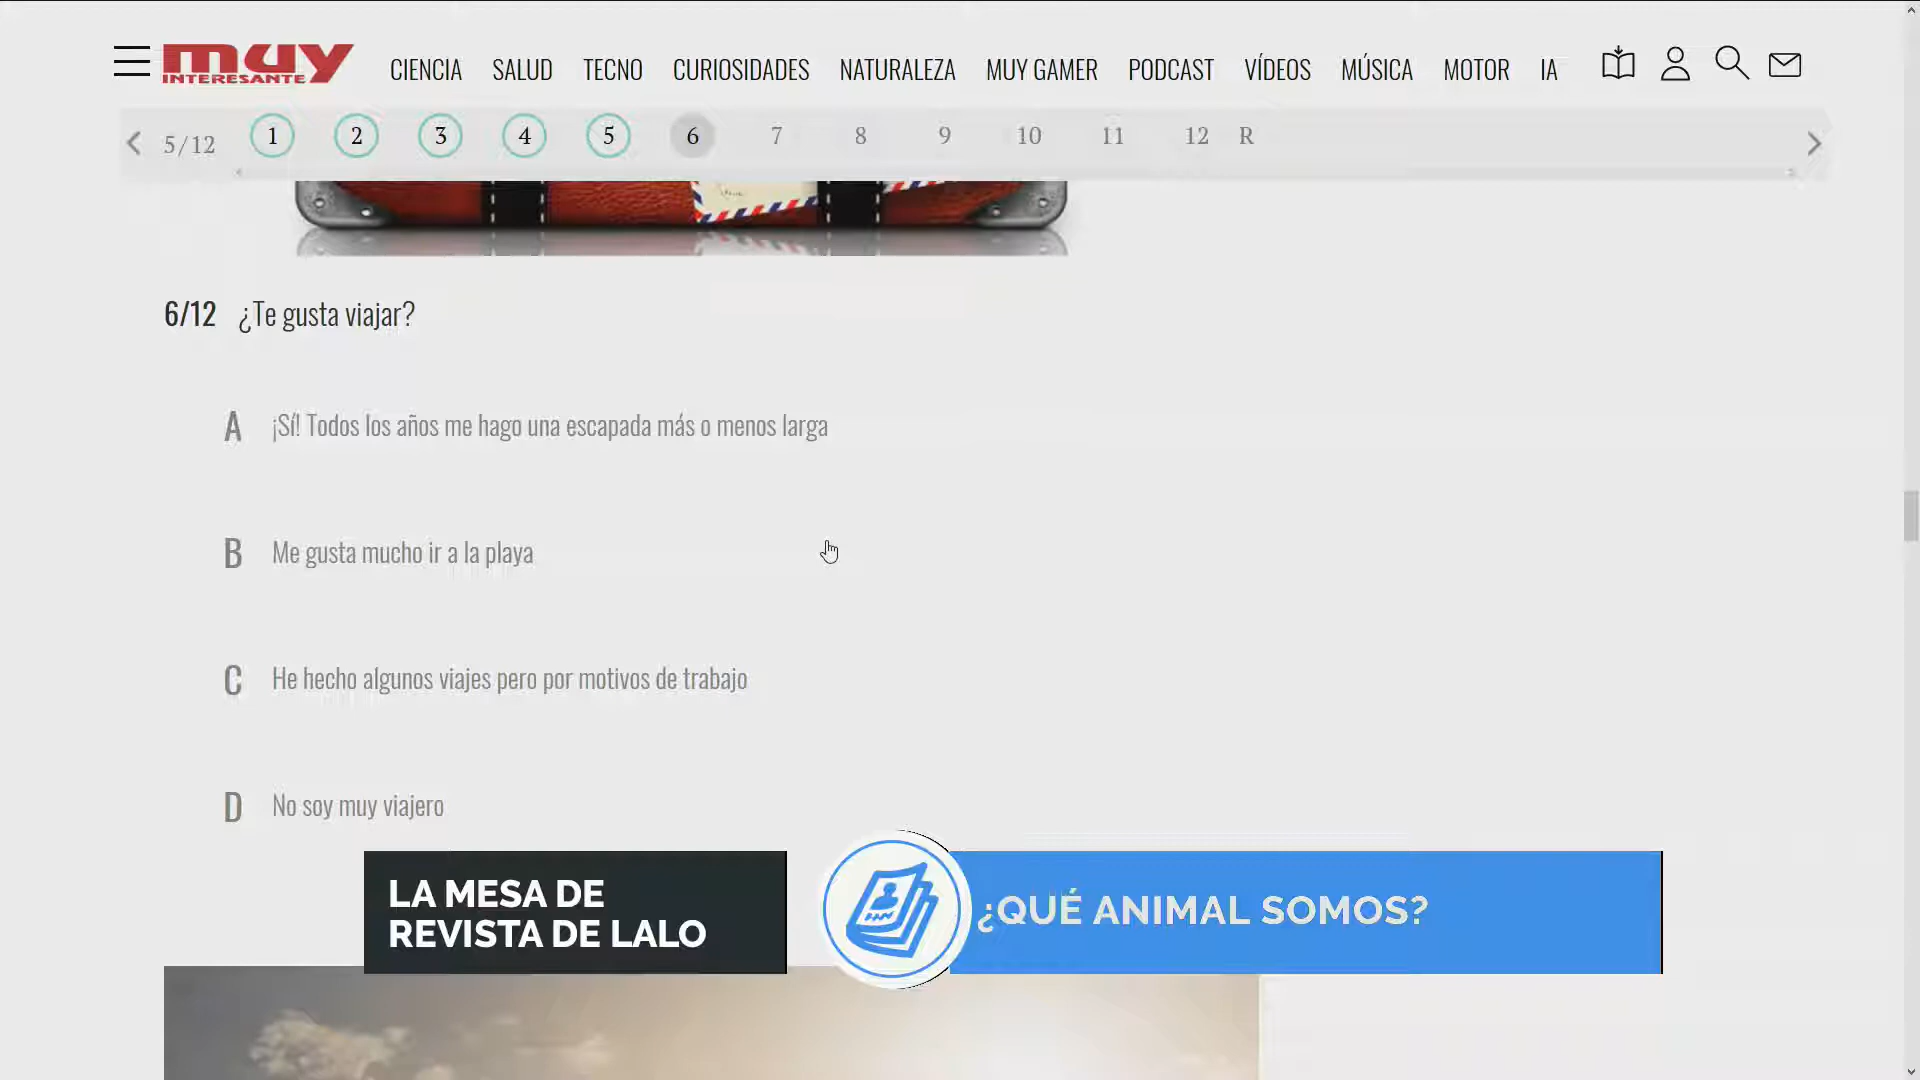 muy
INTERESANTE
CIENCIA SALUD TECNO CURIOSIDADES NATURALEZA MUY GAMER PODCAST VÍDEOS MÚSICA MOTOR IA
5/12 1 2 3 4 5 6 7 8 9 10 11 12 R
6/12 ¿Te gusta viajar?
A ¡Sí! Todos los años me hago una escapada más o menos larga
B Me gusta mucho ir a la playa
C He hecho algunos viajes pero por motivos de trabajo
D No soy muy viajero
LA MESA DE
REVISTA DE LALO
¿QUÉ ANIMAL SOMOS?